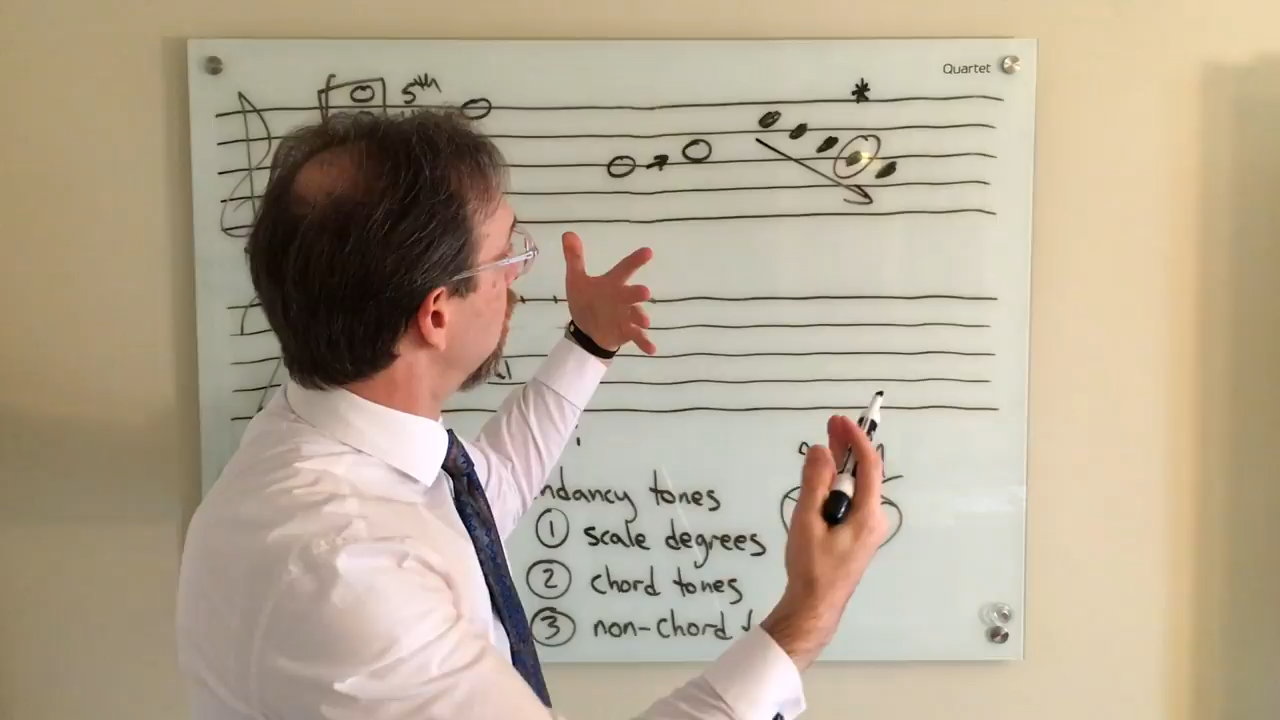 Quartet
5th
*
ndancy tones
1 scale degrees
2 chord tones
3 non-chord